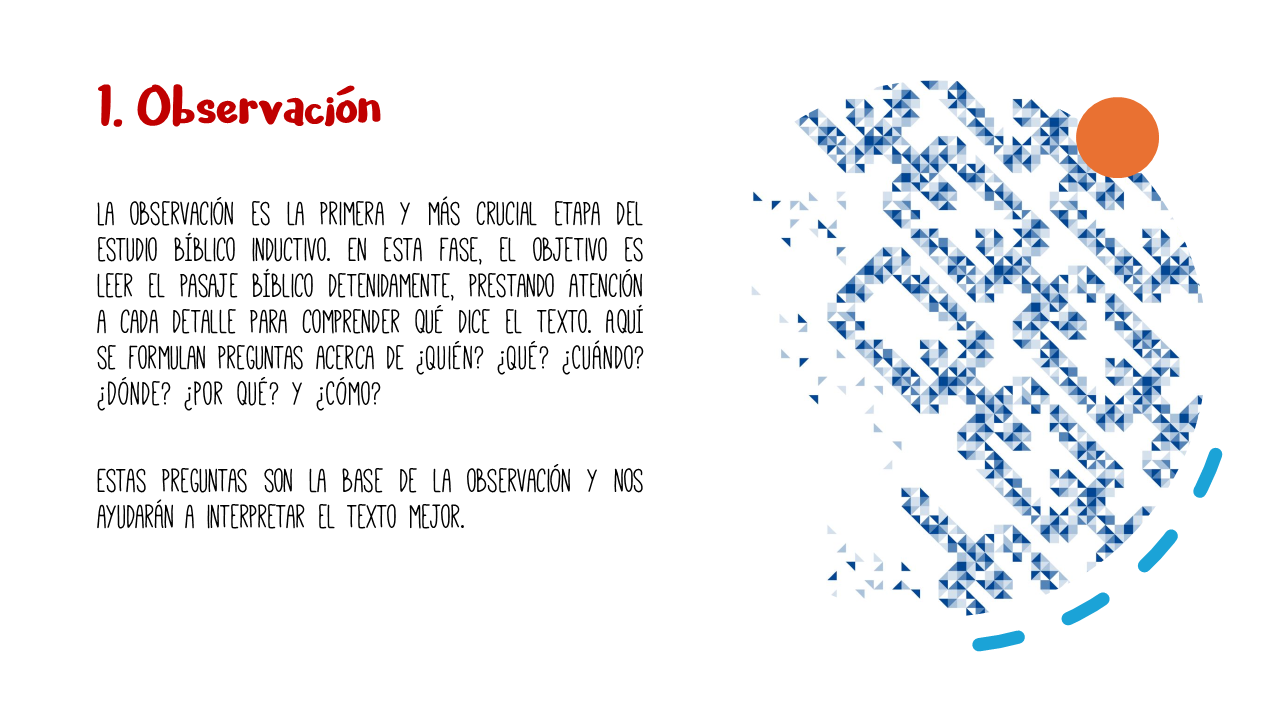 1. Observación
LA OBSERVACIÓN ES LA PRIMERA Y MÁS CRUCIAL ETAPA DEL
ESTUDIO BÍBLICO INDUCTIVO. EN ESTA FASE, EL OBJETIVO ES
LEER EL PASAJE BÍBLICO DETENIDAMENTE, PRESTANDO ATENCIÓN
A CADA DETALLE PARA COMPRENDER QUÉ DICE EL TEXTO. AQUÍ
SE FORMULAN PREGUNTAS ACERCA DE ¿QUIÉN? ¿QUÉ? ¿CUÁNDO?
¿DÓNDE? ¿POR QUÉ? Y ¿CÓMO?
ESTAS PREGUNTAS SON LA BASE DE LA OBSERVACIÓN Y NOS
AYUDARÁN A INTERPRETAR EL TEXTO MEJOR.